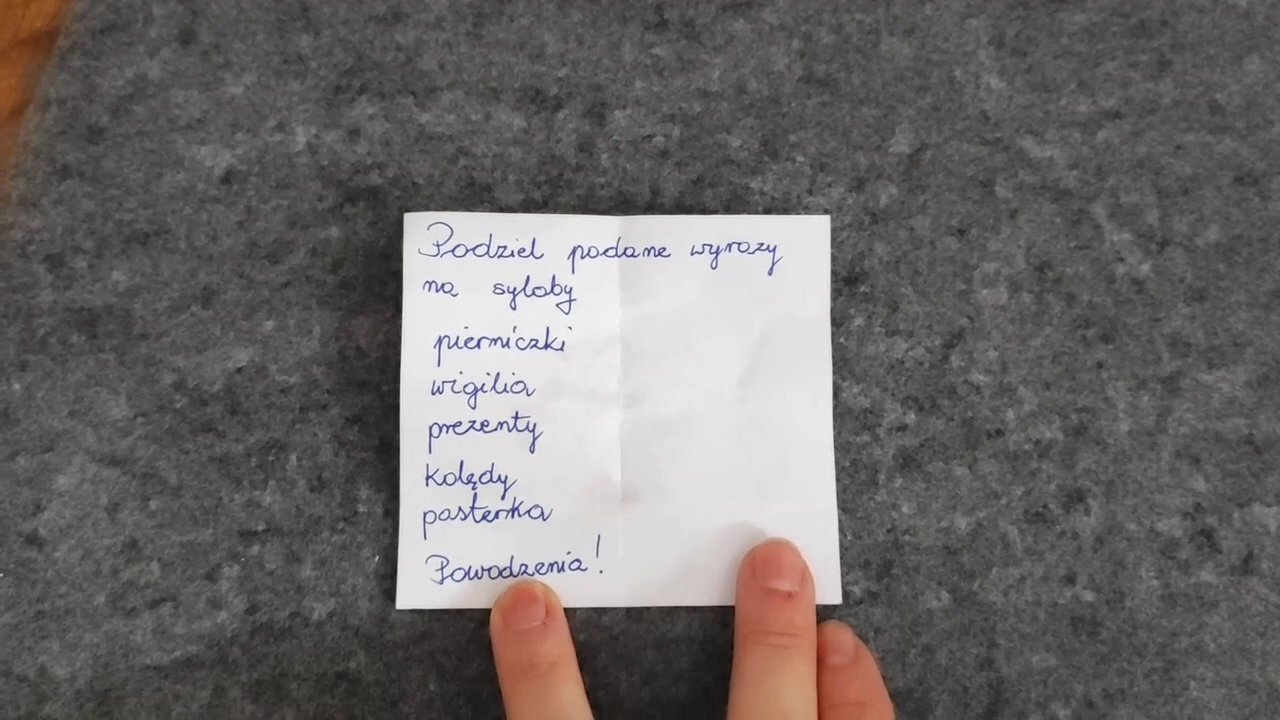 Podziel podane wyrazy
na sylaby
pierniczki
wigilia
prezenty
kolędy
pasterka
Powodzenia!